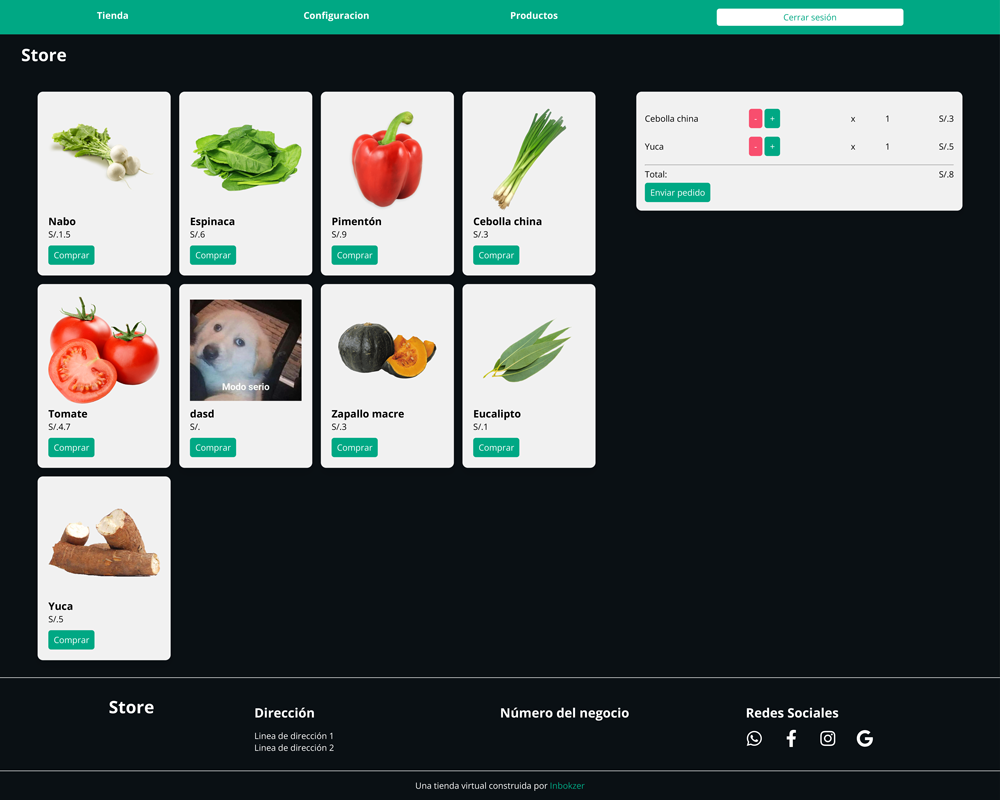 Tienda Configuracion Productos Cerrar sesión
Store
Nabo
S/.1.5
Comprar
Espinaca
S/.6
Comprar
Pimentón
S/.9
Comprar
Cebolla china
S/.3
Comprar
Cebolla china - + x 1 S/.3
Yuca - + x 1 S/.5
Total: S/.8
Enviar pedido
Tomate
S/.4.7
Comprar
Modo serio
dasd
S/.
Comprar
Zapallo macre
S/.3
Comprar
Eucalipto
S/.1
Comprar
Yuca
S/.5
Comprar
Store
Dirección
Linea de dirección 1
Linea de dirección 2
Número del negocio
Redes Sociales
Una tienda virtual construida por Inbokzer